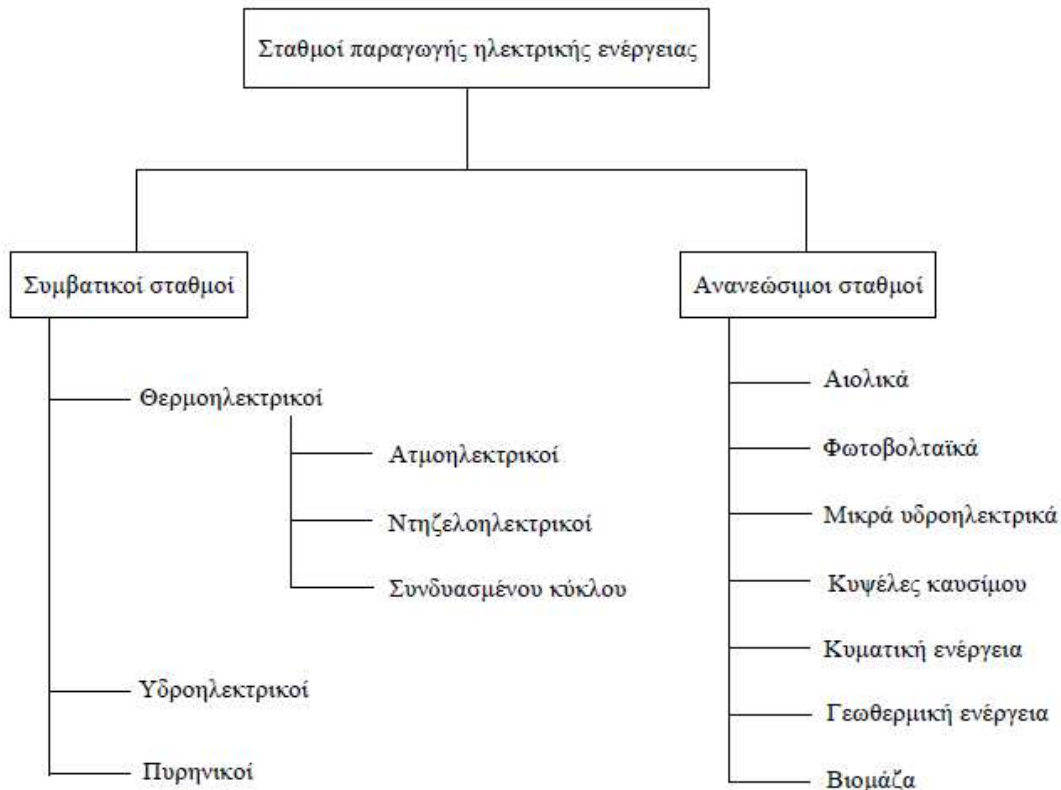 Σταθμοί παραγωγής ηλεκτρικής ενέργειας
Συμβατικοί σταθμοί
Θερμοηλεκτρικοί
Ατμοηλεκτρικοί
Ντηζελοηλεκτρικοί
Συνδυασμένου κύκλου
Υδροηλεκτρικοί
Πυρηνικοί
Ανανεώσιμοι σταθμοί
Αιολικά
Φωτοβολταϊκά
Μικρά υδροηλεκτρικά
Κυψέλες καυσίμου
Κυματική ενέργεια
Γεωθερμική ενέργεια
Βιομάζα